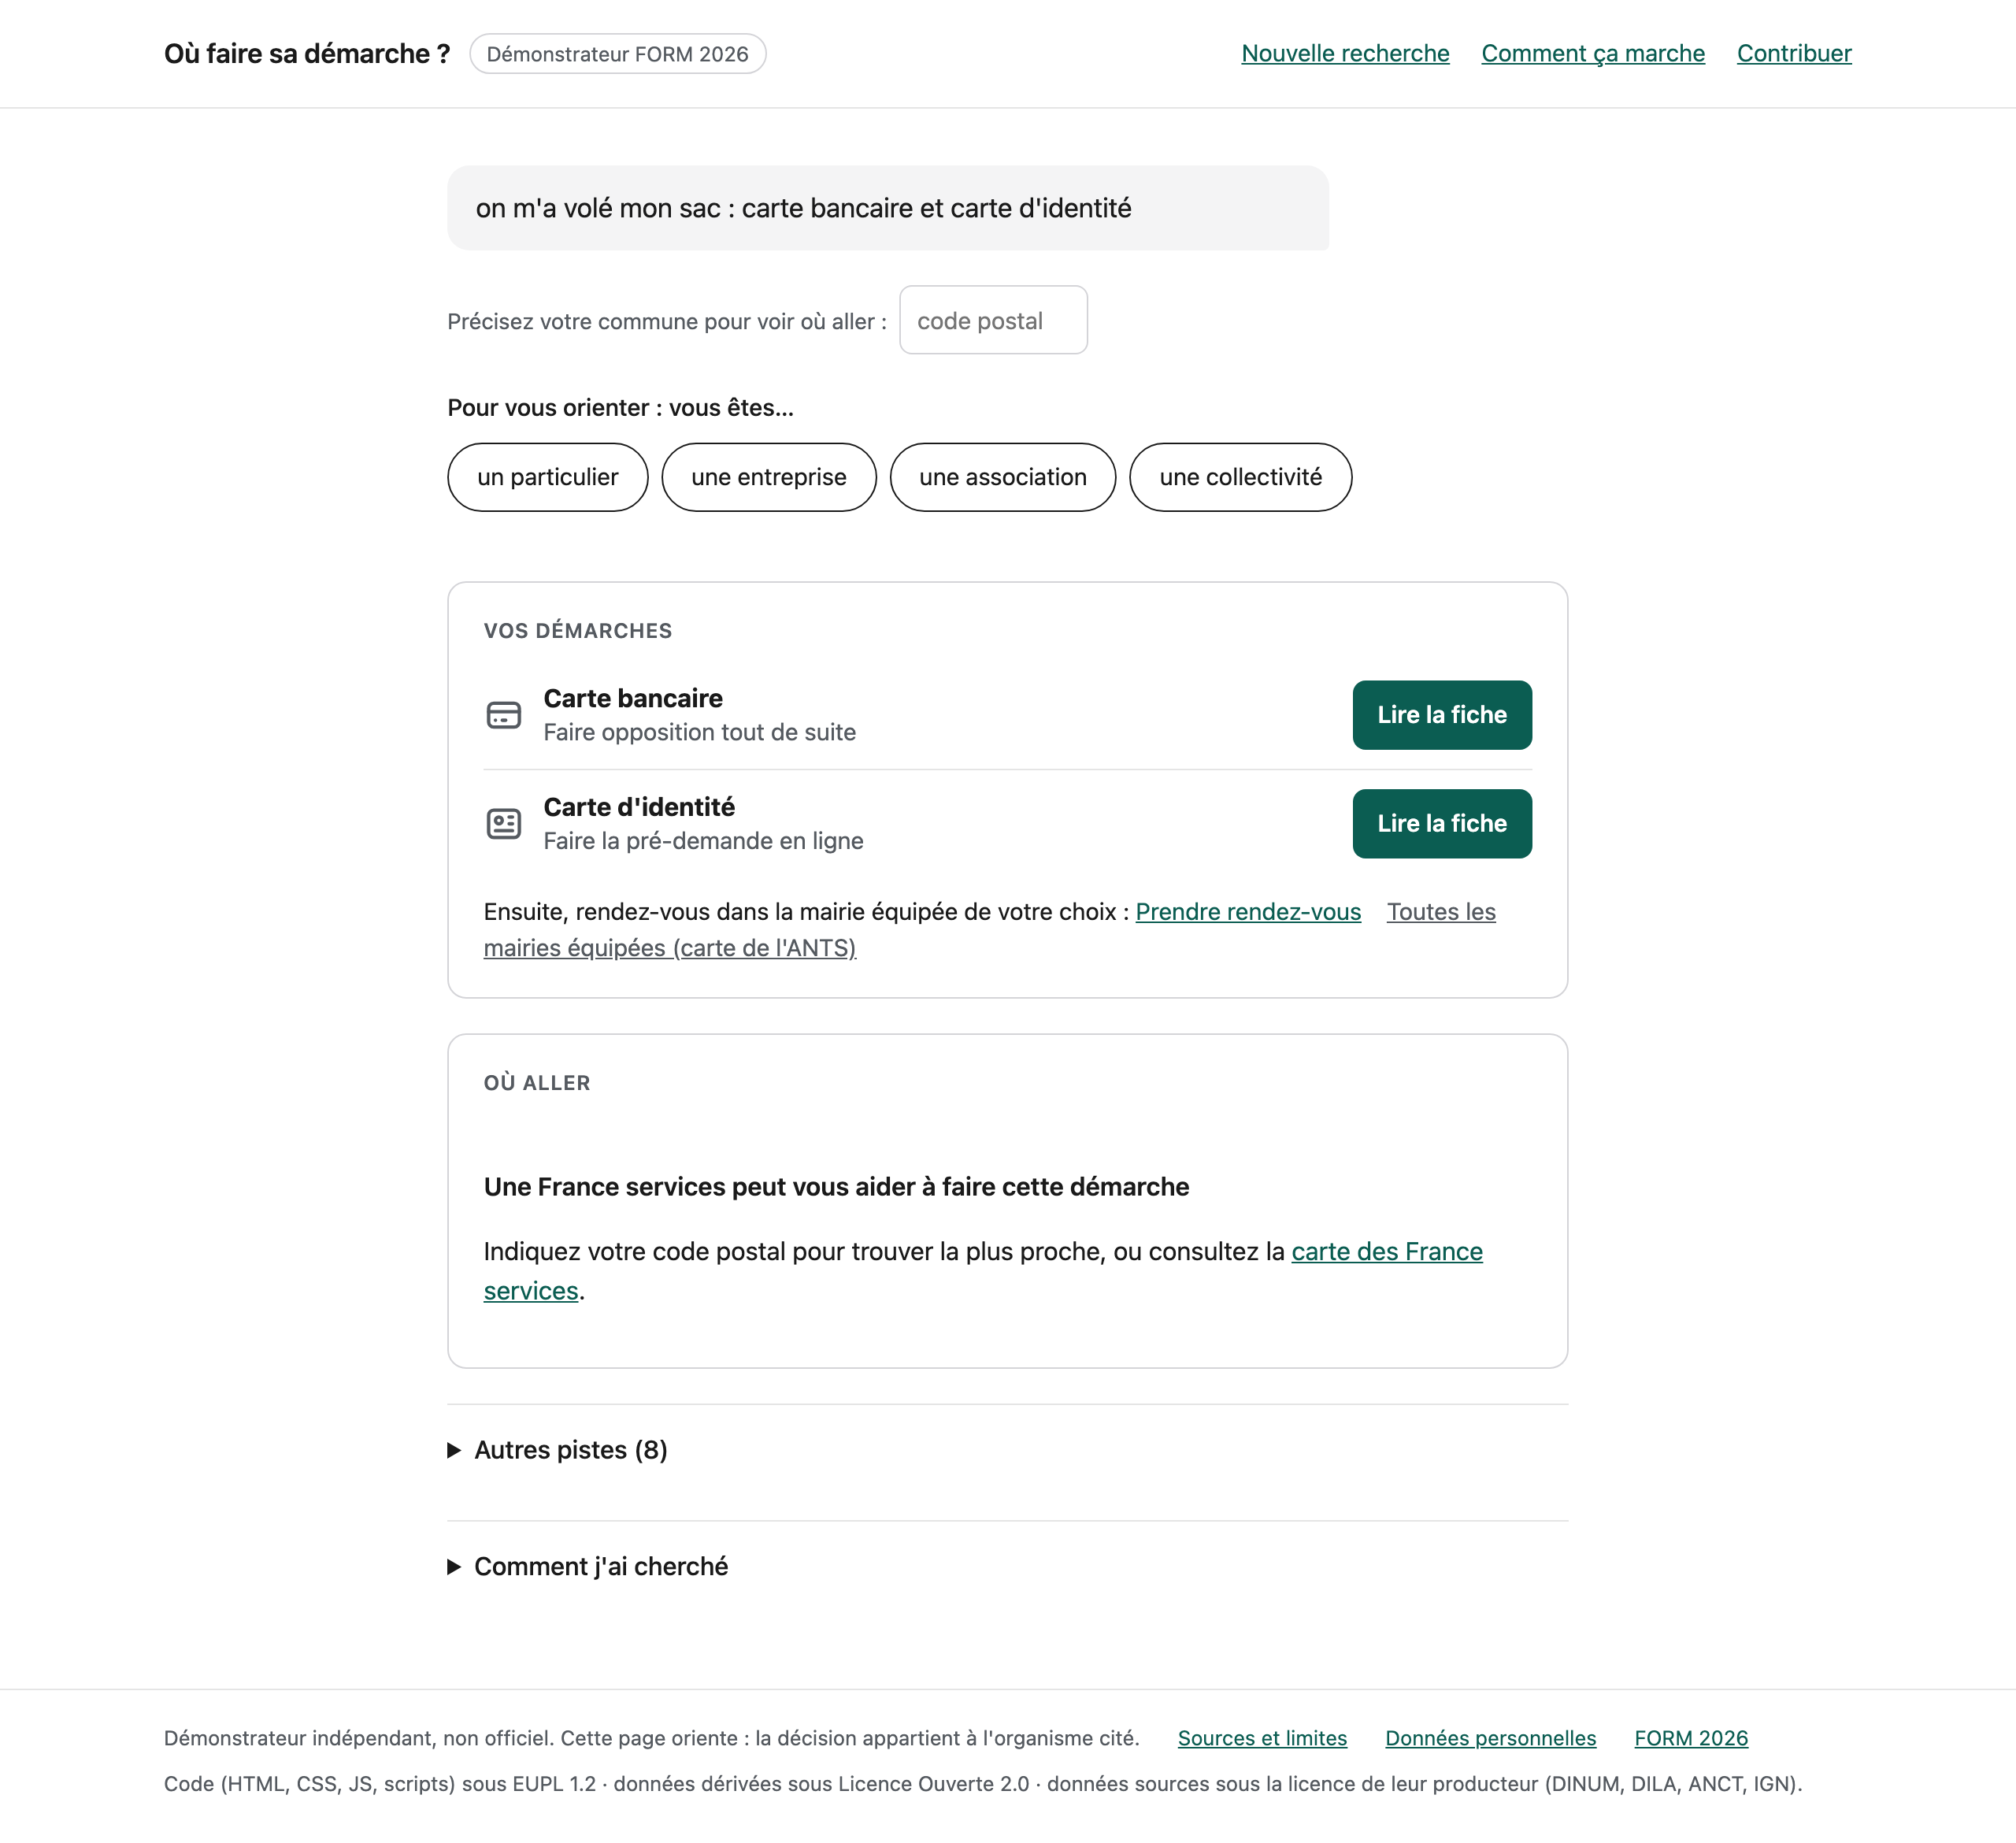 Où faire sa démarche ? Démonstrateur FORM 2026 Nouvelle recherche Comment ça marche Contribuer
on m'a volé mon sac : carte bancaire et carte d'identité
Précisez votre commune pour voir où aller : code postal
Pour vous orienter : vous êtes...
un particulier une entreprise une association une collectivité
VOS DÉMARCHES
Carte bancaire
Faire opposition tout de suite
Lire la fiche
Carte d'identité
Faire la pré-demande en ligne
Lire la fiche
Ensuite, rendez-vous dans la mairie équipée de votre choix : Prendre rendez-vous Toutes les
mairies équipées (carte de l'ANTS)
OÙ ALLER
Une France services peut vous aider à faire cette démarche
Indiquez votre code postal pour trouver la plus proche, ou consultez la carte des France
services.
Autres pistes (8)
Comment j'ai cherché
Démonstrateur indépendant, non officiel. Cette page oriente : la décision appartient à l'organisme cité. Sources et limites Données personnelles FORM 2026
Code (HTML, CSS, JS, scripts) sous EUPL 1.2 · données dérivées sous Licence Ouverte 2.0 · données sources sous la licence de leur producteur (DINUM, DILA, ANCT, IGN).